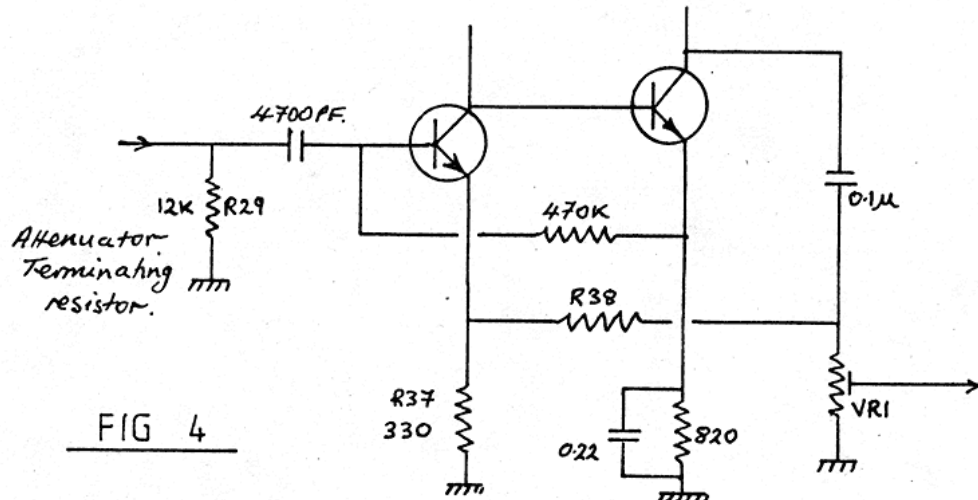 4700PF.
12K R29
Attenuator
Terminating
resistor.
470K
0.1μ
R38
R37
330
0.22
820
VR1
FIG 4